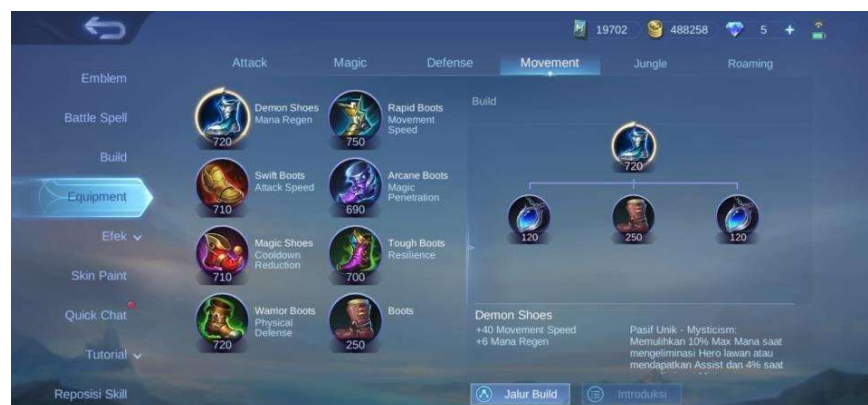 19702
488258
5
Emblem
Battle Spell
Build
Equipment
Efek
Skin Paint
Quick Chat
Tutorial
Reposisi Skill
Attack
Magic
Defense
Movement
Jungle
Roaming
Demon Shoes
Mana Regen
720
Rapid Boots
Movement
Speed
750
Swift Boots
Attack Speed
710
Arcane Boots
Magic
Penetration
690
Magic Shoes
Cooldown
Reduction
710
Tough Boots
Resilience
700
Warrior Boots
Physical
Defense
720
Boots
250
Build
720
120
250
120
Demon Shoes
+40 Movement Speed
+6 Mana Regen
Pasif Unik - Mysticism:
Memulihkan 10% Max Mana saat
mengeliminasi Hero lawan atau
mendapatkan Assist dan 4% saat
Jalur Build
Introduksi